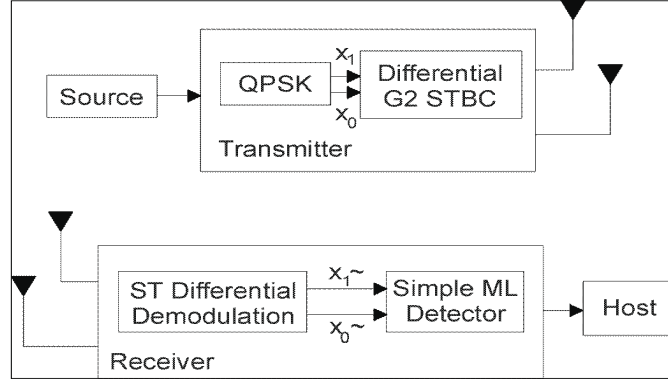 x₁
Source
QPSK
Differential
G2 STBC
x₀
Transmitter
x₁~
ST Differential
Demodulation
Simple ML
Detector
Host
x₀~
Receiver